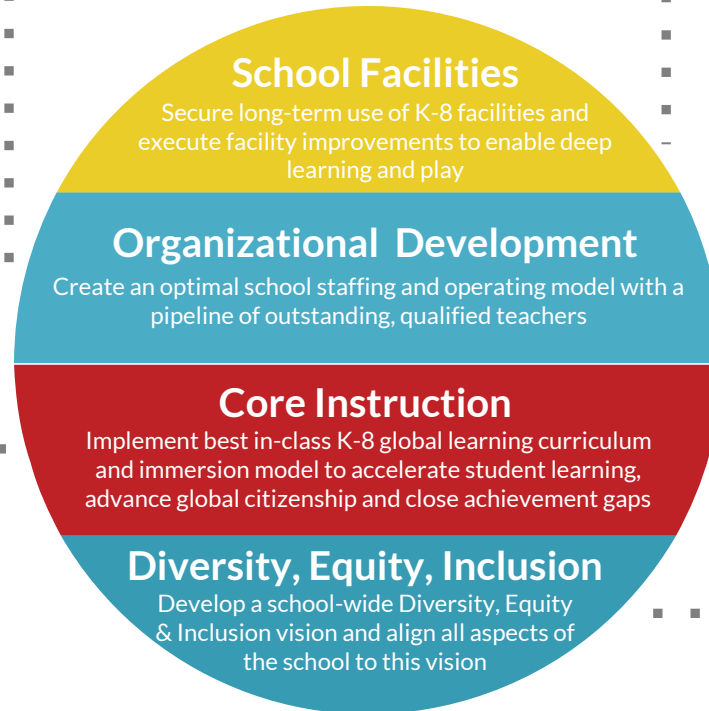 School Facilities
Secure long-term use of K-8 facilities and
execute facility improvements to enable deep
learning and play
Organizational Development
Create an optimal school staffing and operating model with a
pipeline of outstanding, qualified teachers
Core Instruction
Implement best in-class K-8 global learning curriculum
and immersion model to accelerate student learning,
advance global citizenship and close achievement gaps
Diversity, Equity, Inclusion
Develop a school-wide Diversity, Equity
& Inclusion vision and align all aspects of
the school to this vision